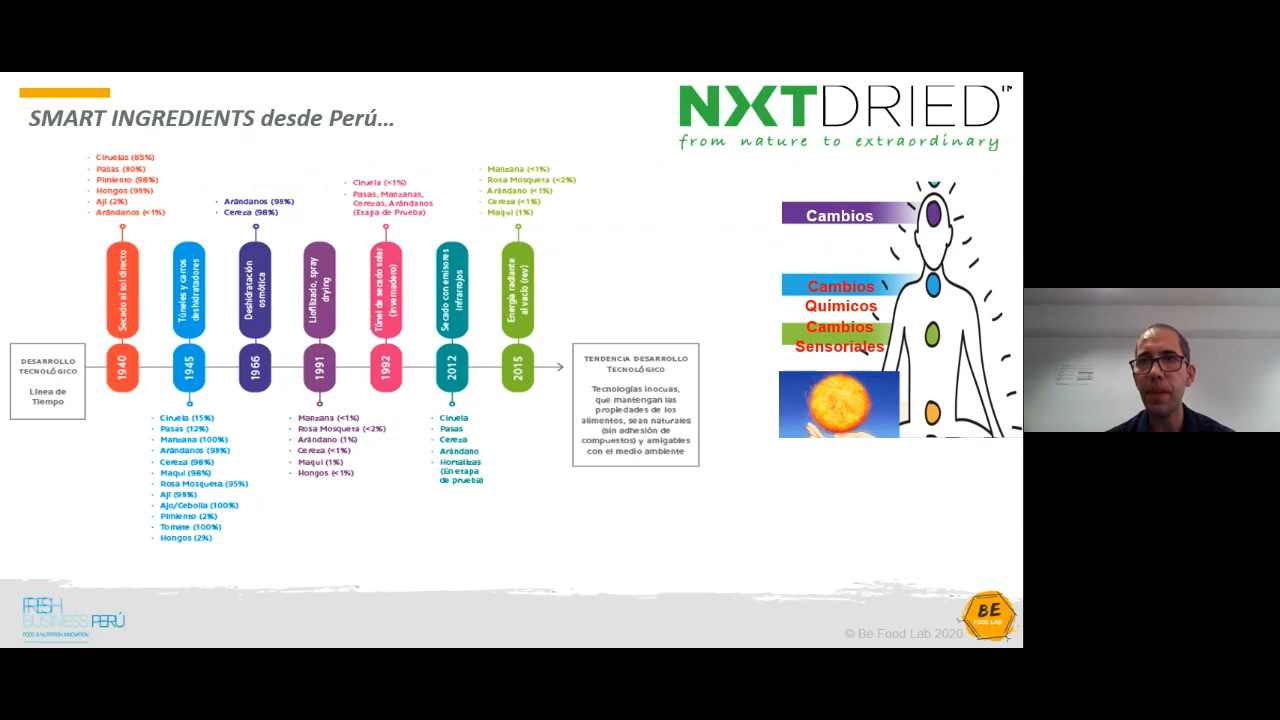 SMART INGREDIENTS desde Perú...
NXTDRIED™
from nature to extraordinary
· Ciruelas (85%)
· Pasas (80%)
· Pimiento (98%)
· Hongos (98%)
· Ají (2%)
· Arándanos (<1%)
· Arándanos (98%)
· Cereza (98%)
· Ciruela (<1%)
· Pasas, Manzanas,
Cerezas, Arándanos
(Etapa de Prueba)
· Manzana (<1%)
· Rosa Mosqueta (<2%)
· Arándano (<1%)
· Cereza (<1%)
· Maqui (1%)
Secado al sol directo
Túneles y carros
deshidratadores
Deshidratación
osmótica
Liofilizado, spray
drying
Túnel de secado solar
(Invernadero)
Secado con emisores
infrarrojos
Energía radiante
al vacío (rev)
DESARROLLO
TECNOLÓGICO
Línea de
Tiempo
1940
1945
1966
1991
1992
2012
2015
TENDENCIA DESARROLLO
TECNOLÓGICO
Tecnologías inocuas,
que mantengan las
propiedades de los
alimentos, sean naturales
(sin adhesión de
compuestos) y amigables
con el medio ambiente
· Ciruela (15%)
· Pasas (12%)
· Manzana (100%)
· Arándanos (98%)
· Cereza (98%)
· Maqui (98%)
· Rosa Mosqueta (95%)
· Ají (98%)
· Ajo/Cebolla (100%)
· Pimiento (2%)
· Tomate (100%)
· Hongos (2%)
· Manzana (<1%)
· Rosa Mosqueta (<2%)
· Arándano (1%)
· Cereza (<1%)
· Maqui (1%)
· Hongos (<1%)
· Ciruela
· Pasas
· Cereza
· Arándano
· Hortalizas
(En etapa
de prueba)
Cambios
Cambios
Químicos
Cambios
Sensoriales
FRESH
BUSINESS PERÚ
FOOD & NUTRITION INNOVATION
© Be Food Lab 2020
BE
FOOD LAB